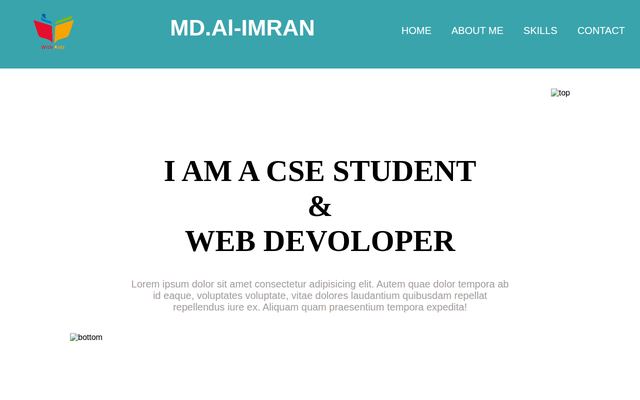 MD.Al-IMRAN
HOME ABOUT ME SKILLS CONTACT
top
I AM A CSE STUDENT
&
WEB DEVOLOPER
Lorem ipsum dolor sit amet consectetur adipisicing elit. Autem quae dolor tempora ab
id eaque, voluptates voluptate, vitae dolores laudantium quibusdam repellat
repellendus iure ex. Aliquam quam praesentium tempora expedita!
bottom